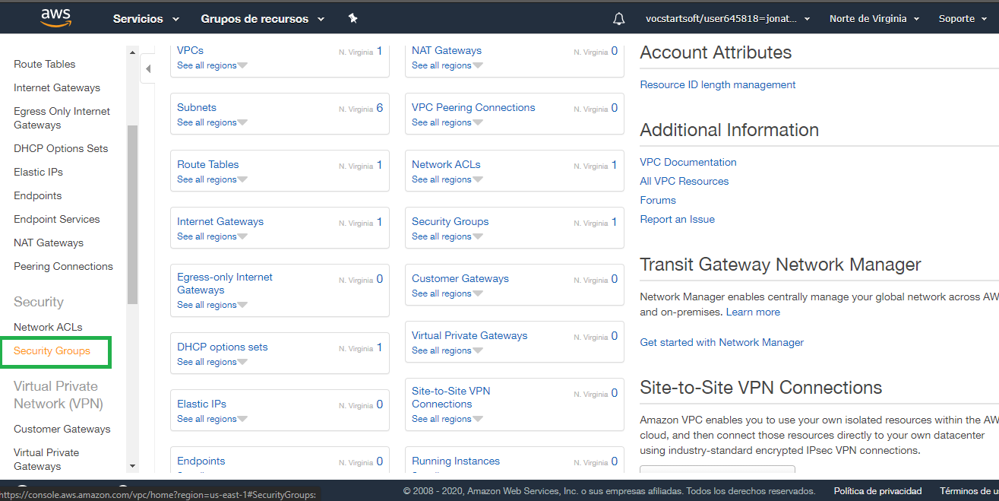 aws
Servicios
Grupos de recursos
vocstartsoft/user645818=jonat...
Norte de Virginia
Soporte
Route Tables
Internet Gateways
Egress Only Internet
Gateways
DHCP Options Sets
Elastic IPs
Endpoints
Endpoint Services
NAT Gateways
Peering Connections
Security
Network ACLs
Security Groups
Virtual Private
Network (VPN)
Customer Gateways
Virtual Private
Gateways
VPCs N. Virginia 1
See all regions
Subnets N. Virginia 6
See all regions
Route Tables N. Virginia 1
See all regions
Internet Gateways N. Virginia 1
See all regions
Egress-only Internet N. Virginia 0
Gateways
See all regions
DHCP options sets N. Virginia 1
See all regions
Elastic IPs N. Virginia 0
See all regions
Endpoints N. Virginia 0
NAT Gateways N. Virginia 0
See all regions
VPC Peering Connections N. Virginia 0
See all regions
Network ACLs N. Virginia 1
See all regions
Security Groups N. Virginia 1
See all regions
Customer Gateways N. Virginia 0
See all regions
Virtual Private Gateways N. Virginia 0
See all regions
Site-to-Site VPN N. Virginia 0
Connections
See all regions
Running Instances N. Virginia 0
Account Attributes
Resource ID length management
Additional Information
VPC Documentation
All VPC Resources
Forums
Report an Issue
Transit Gateway Network Manager
Network Manager enables centrally manage your global network across AW
and on-premises. Learn more
Get started with Network Manager
Site-to-Site VPN Connections
Amazon VPC enables you to use your own isolated resources within the AW
cloud, and then connect those resources directly to your own datacenter
using industry-standard encrypted IPsec VPN connections.
https://console.aws.amazon.com/vpc/home?region=us-east-1#SecurityGroups:
© 2008 - 2020, Amazon Web Services, Inc. o sus empresas afiliadas. Todos los derechos reservados.
Política de privacidad
Términos de u